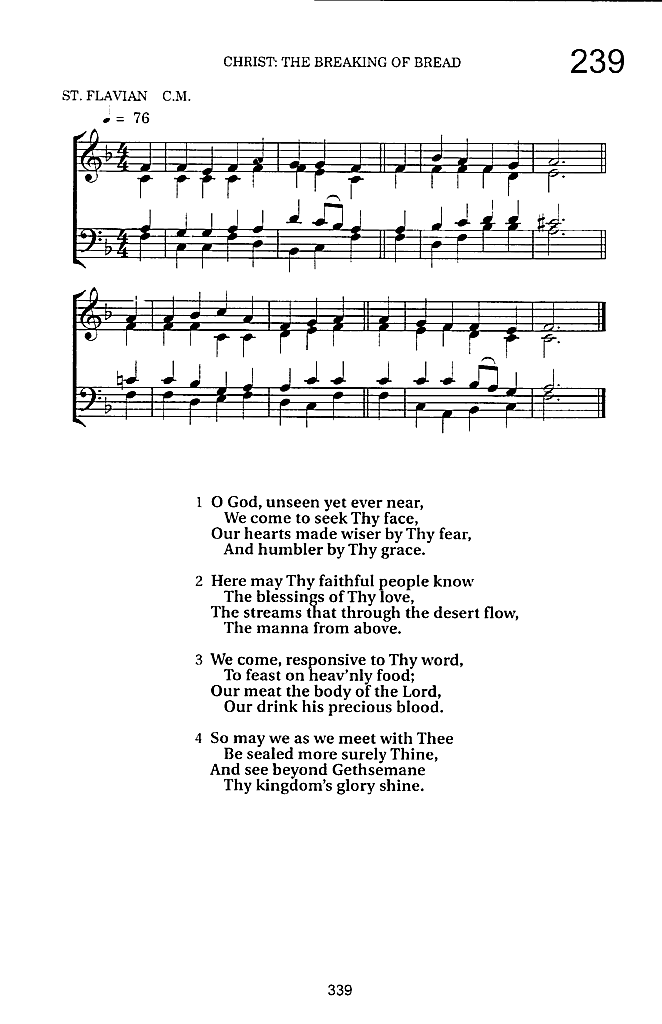 CHRIST: THE BREAKING OF BREAD
239
ST. FLAVIAN C.M.
♩ = 76
1 O God, unseen yet ever near,
We come to seek Thy face,
Our hearts made wiser by Thy fear,
And humbler by Thy grace.
2 Here may Thy faithful people know
The blessings of Thy love,
The streams that through the desert flow,
The manna from above.
3 We come, responsive to Thy word,
To feast on heav'nly food;
Our meat the body of the Lord,
Our drink his precious blood.
4 So may we as we meet with Thee
Be sealed more surely Thine,
And see beyond Gethsemane
Thy kingdom's glory shine.
339